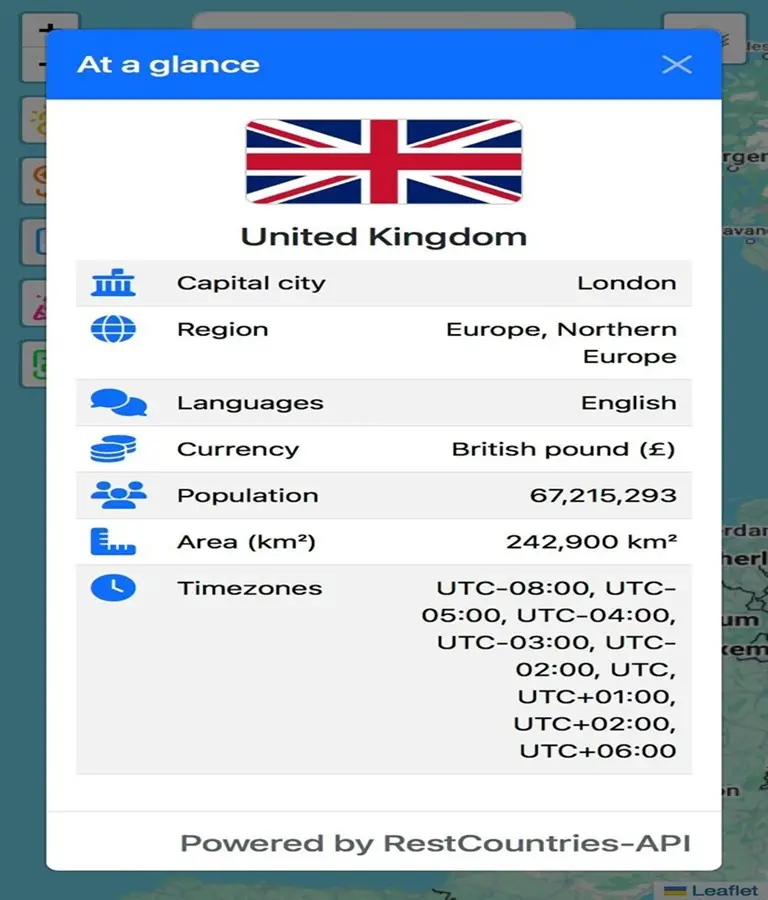 +
At a glance
United Kingdom
Capital city London
Region Europe, Northern
Europe
Languages English
Currency British pound (£)
Population 67,215,293
Area (km²) 242,900 km²
Timezones UTC-08:00, UTC-
05:00, UTC-04:00,
UTC-03:00, UTC-
02:00, UTC,
UTC+01:00,
UTC+02:00,
UTC+06:00
Powered by RestCountries-API
Leaflet